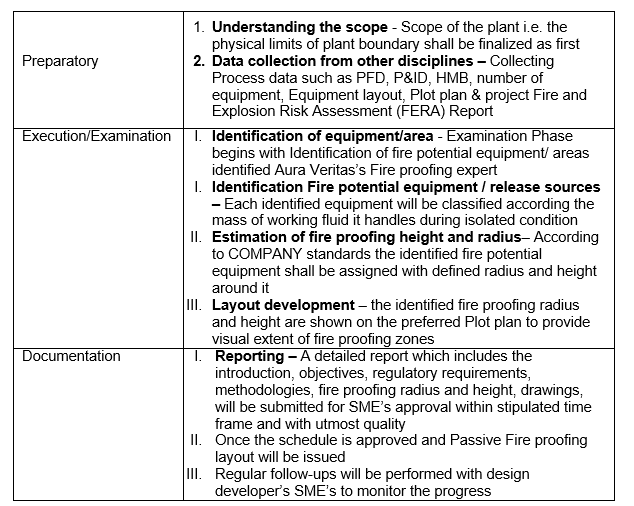 1. Understanding the scope - Scope of the plant i.e. the
physical limits of plant boundary shall be finalized as first
Preparatory
2. Data collection from other disciplines – Collecting
Process data such as PFD, P&ID, HMB, number of
equipment, Equipment layout, Plot plan & project Fire and
Explosion Risk Assessment (FERA) Report
Execution/Examination
I. Identification of equipment/area - Examination Phase
begins with Identification of fire potential equipment/ areas
identified Aura Veritas's Fire proofing expert
I. Identification Fire potential equipment / release sources
– Each identified equipment will be classified according the
mass of working fluid it handles during isolated condition
II. Estimation of fire proofing height and radius– According
to COMPANY standards the identified fire potential
equipment shall be assigned with defined radius and height
around it
III. Layout development – the identified fire proofing radius
and height are shown on the preferred Plot plan to provide
visual extent of fire proofing zones
Documentation
I. Reporting – A detailed report which includes the
introduction, objectives, regulatory requirements,
methodologies, fire proofing radius and height, drawings,
will be submitted for SME's approval within stipulated time
frame and with utmost quality
II. Once the schedule is approved and Passive Fire proofing
layout will be issued
III. Regular follow-ups will be performed with design
developer's SME's to monitor the progress